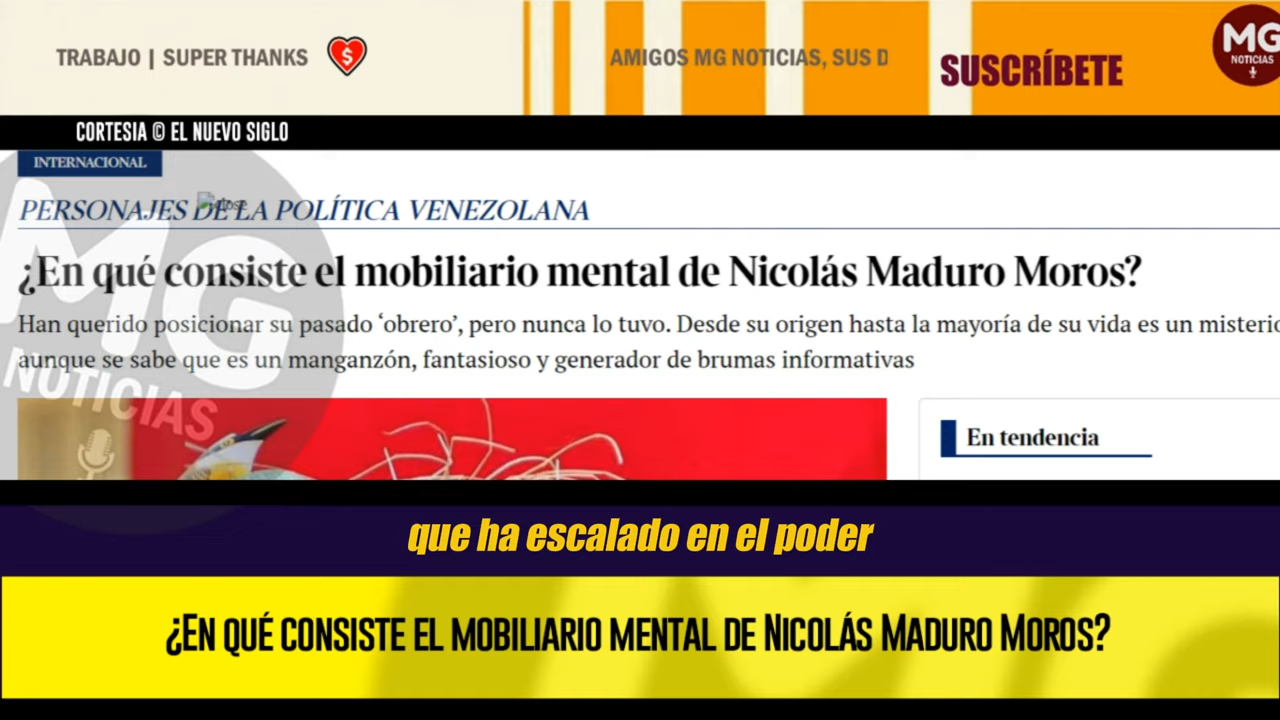 TRABAJO | SUPER THANKS
AMIGOS MG NOTICIAS, SUS D
SUSCRÍBETE
MG
NOTICIAS
CORTESIA © EL NUEVO SIGLO
INTERNACIONAL
close
PERSONAJES DE LA POLÍTICA VENEZOLANA
¿En qué consiste el mobiliario mental de Nicolás Maduro Moros?
Han querido posicionar su pasado ‘obrero’, pero nunca lo tuvo. Desde su origen hasta la mayoría de su vida es un misterio
aunque se sabe que es un manganzón, fantasioso y generador de brumas informativas
MG
NOTICIAS
En tendencia
que ha escalado en el poder
¿EN QUÉ CONSISTE EL MOBILIARIO MENTAL DE NICOLÁS MADURO MOROS?